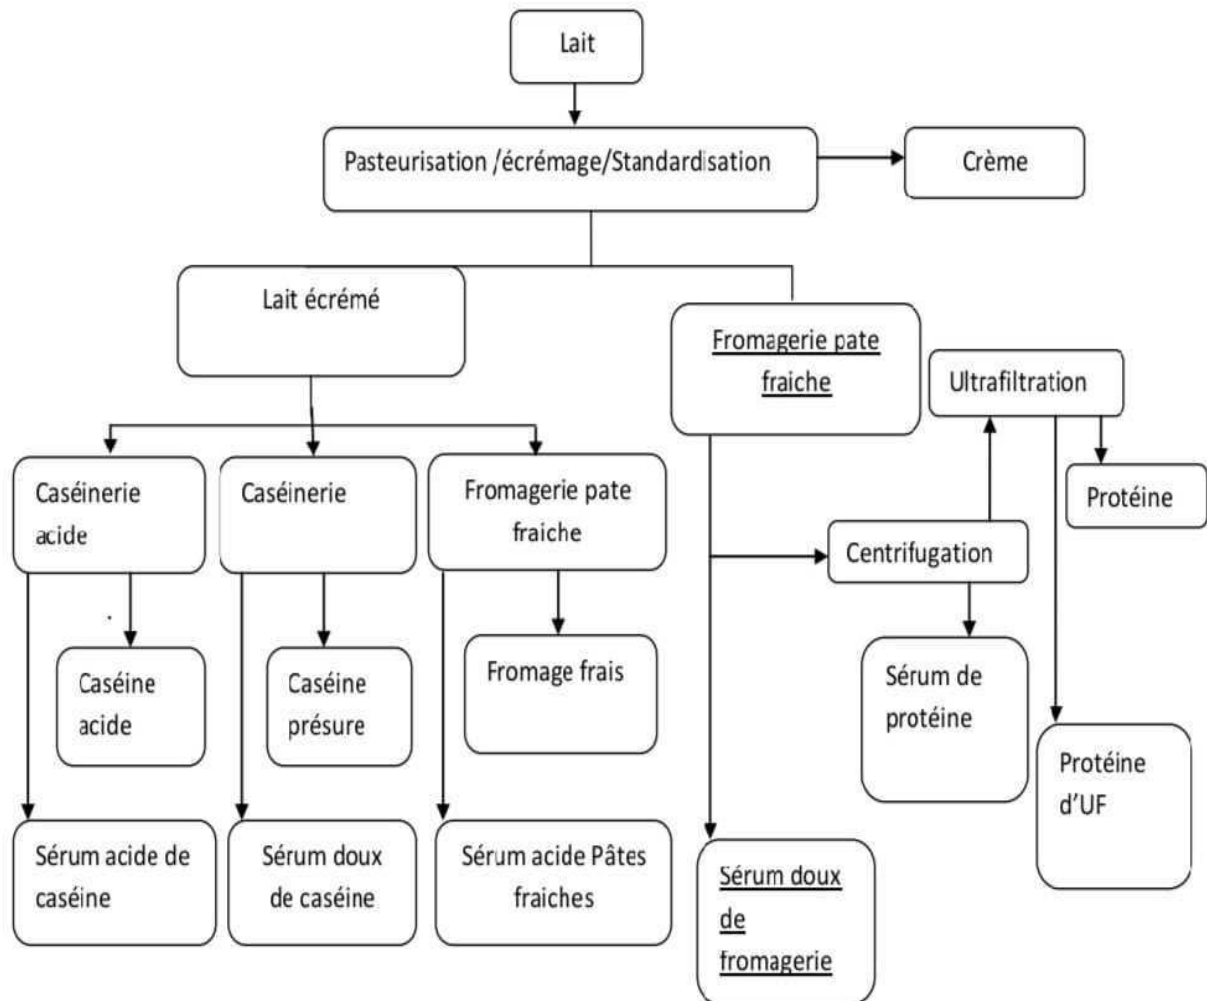 Lait
Pasteurisation /écrémage/Standardisation
Crème
Lait écrémé
Fromagerie pate
fraiche
Ultrafiltration
Caséinerie
acide
Caséinerie
Fromagerie pate
fraiche
Protéine
Centrifugation
Caséine
acide
Caséine
présure
Fromage frais
Sérum de
protéine
Protéine
d’UF
Sérum acide de
caséine
Sérum doux
de caséine
Sérum acide Pâtes
fraiches
Sérum doux
de
fromagerie